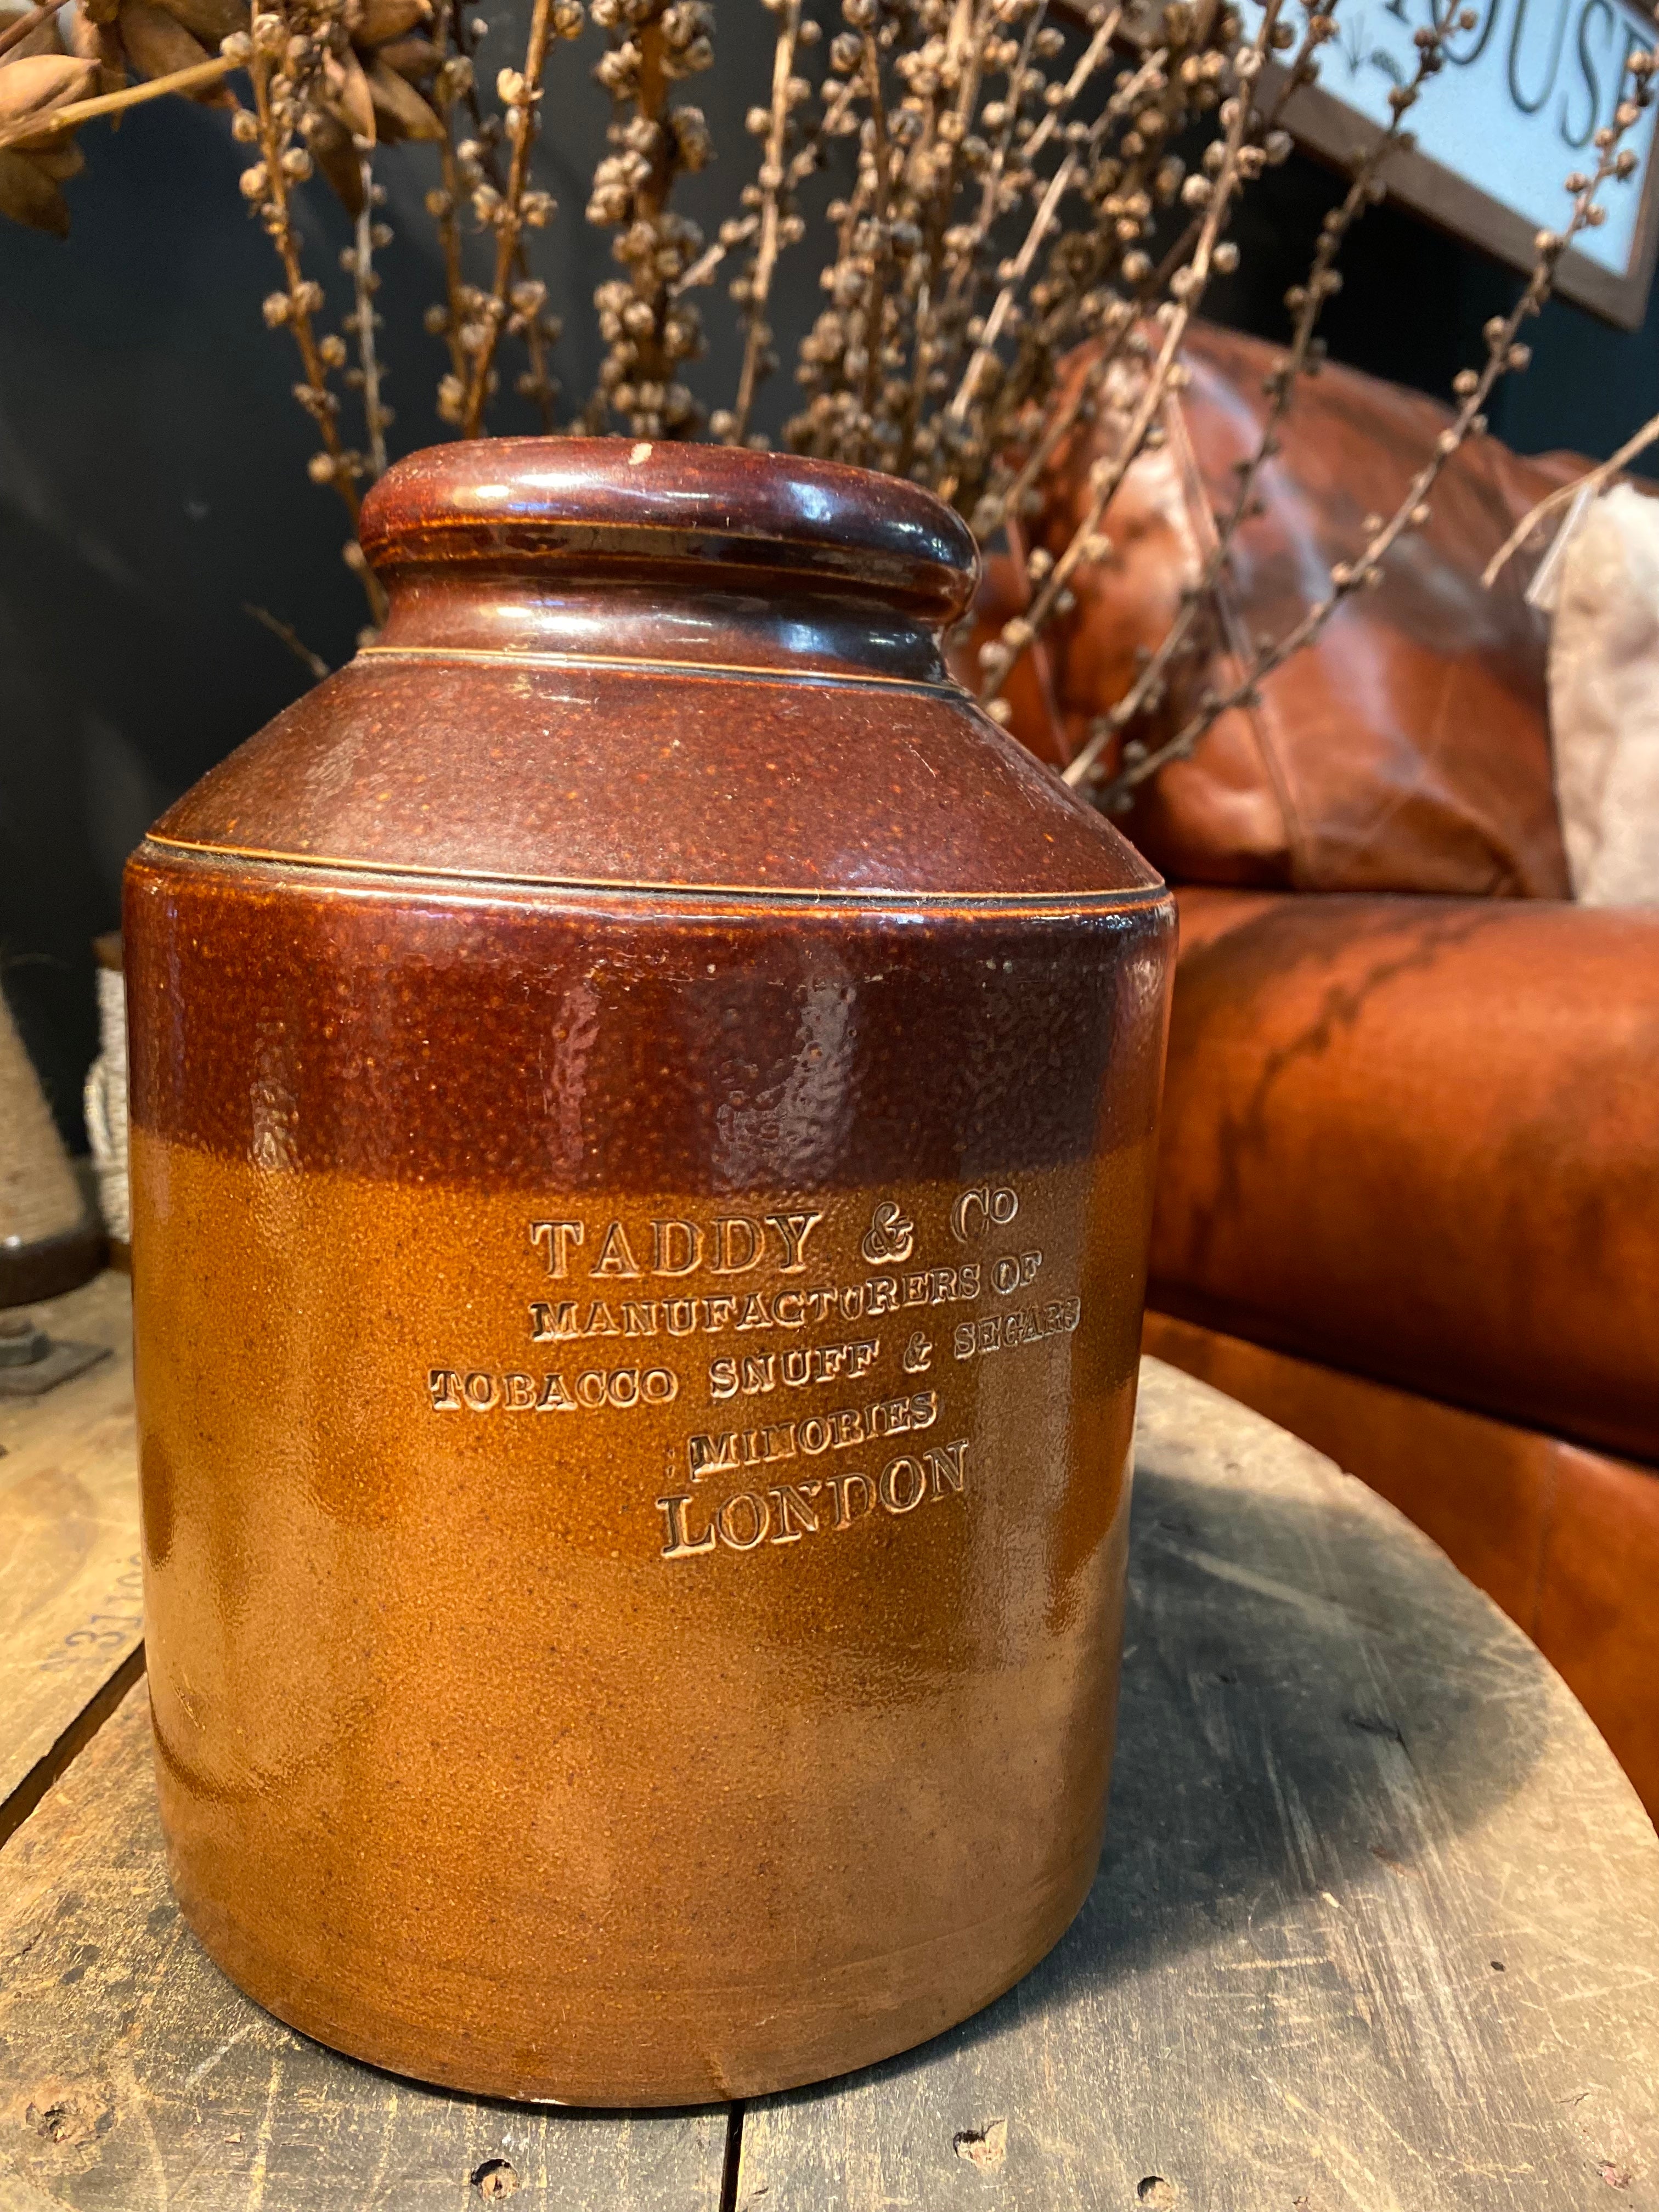 TADDY & Co
MANUFACTURERS OF
TOBACCO SNUFF & SEGARS
MINORIES
LONDON